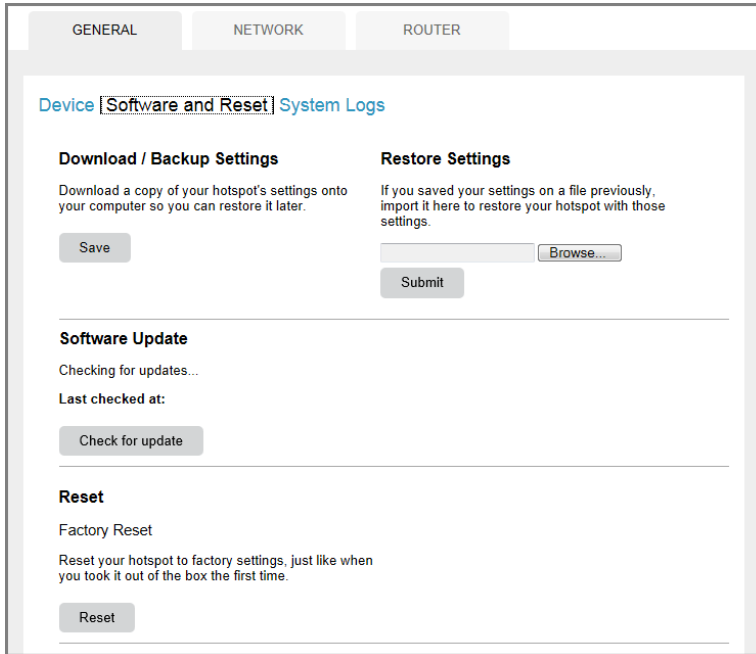 GENERAL NETWORK ROUTER
Device Software and Reset System Logs
Download / Backup Settings
Download a copy of your hotspot's settings onto
your computer so you can restore it later.
Save
Restore Settings
If you saved your settings on a file previously,
import it here to restore your hotspot with those
settings.
Browse...
Submit
Software Update
Checking for updates...
Last checked at:
Check for update
Reset
Factory Reset
Reset your hotspot to factory settings, just like when
you took it out of the box the first time.
Reset